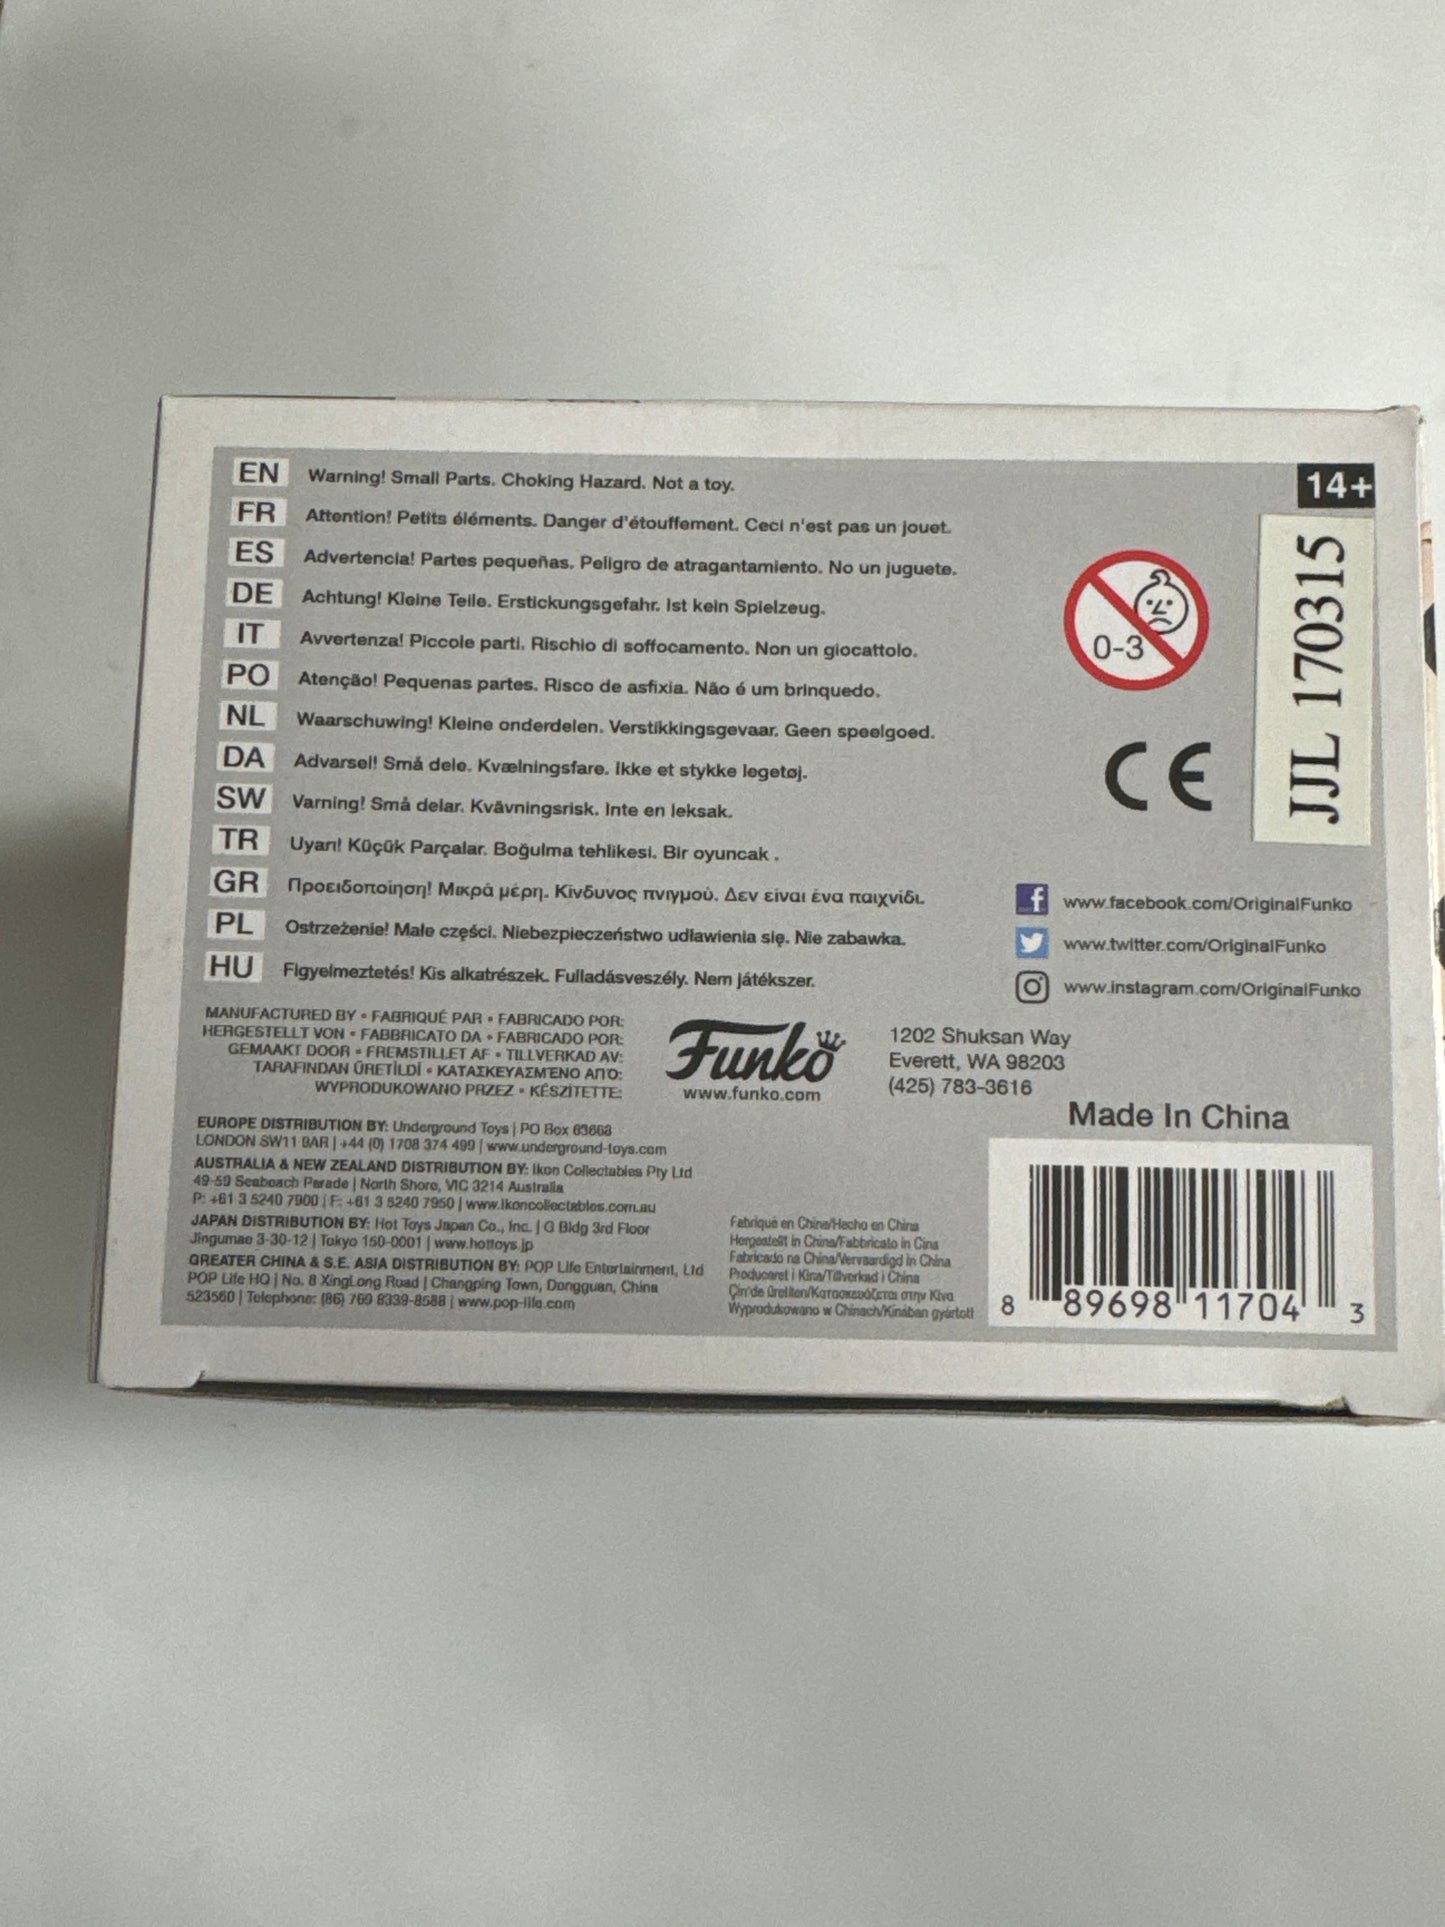 EN Warning! Small Parts. Choking Hazard. Not a toy.
FR Attention! Petits éléments. Danger d'étouffement. Ceci n'est pas un jouet.
ES Advertencia! Partes pequeñas. Peligro de atragantamiento. No un juguete.
DE Achtung! Kleine Teile. Erstickungsgefahr. Ist kein Spielzeug.
IT Avvertenza! Piccole parti. Rischio di soffocamento. Non un giocattolo.
PO Atenção! Pequenas partes. Risco de asfixia. Não é um brinquedo.
NL Waarschuwing! Kleine onderdelen. Verstikkingsgevaar. Geen speelgoed.
DA Advarsel! Små dele. Kvælningsfare. Ikke et stykke legetøj.
SW Varning! Små delar. Kvävningsrisk. Inte en leksak.
TR Uyarı! Küçük Parçalar. Boğulma tehlikesi. Bir oyuncak .
GR Προειδοποίηση! Μικρά μέρη. Κίνδυνος πνιγμού. Δεν είναι ένα παιχνίδι.
PL Ostrzeżenie! Małe części. Niebezpieczeństwo udławienia się. Nie zabawka.
HU Figyelmeztetés! Kis alkatrészek. Fulladásveszély. Nem játékszer.
14+
0-3
JJL 170315
CE
www.facebook.com/OriginalFunko
www.twitter.com/OriginalFunko
www.instagram.com/OriginalFunko
MANUFACTURED BY • FABRIQUÉ PAR • FABRICADO POR:
HERGESTELLT VON • FABBRICATO DA • FABRICADO POR:
GEMAAKT DOOR • FREMSTILLET AF • TILLVERKAD AV:
TARAFINDAN ÜRETİLDİ • ΚΑΤΑΣΚΕΥΑΣΜΈΝΟ ΑΠΌ:
WYPRODUKOWANO PRZEZ • KÉSZÍTETTE:
Funko
www.funko.com
1202 Shuksan Way
Everett, WA 98203
(425) 783-3616
Made In China
EUROPE DISTRIBUTION BY: Underground Toys | PO Box 63668
LONDON SW11 9AR | +44 (0) 1708 374 499 | www.underground-toys.com
AUSTRALIA & NEW ZEALAND DISTRIBUTION BY: Ikon Collectables Pty Ltd
49-59 Seabeach Parade | North Shore, VIC 3214 Australia
P: +61 3 5240 7900 | F: +61 3 5240 7950 | www.ikoncollectables.com.au
JAPAN DISTRIBUTION BY: Hot Toys Japan Co., Inc. | G Bldg 3rd Floor
Jingumae 3-30-12 | Tokyo 150-0001 | www.hottoys.jp
GREATER CHINA & S.E. ASIA DISTRIBUTION BY: POP Life Entertainment, Ltd
POP Life HQ | No. 8 XingLong Road | Changping Town, Dongguan, China
523560 | Telephone: (86) 769 8339-8588 | www.pop-life.com
Fabriqué en Chine/Hecho en China
Hergestellt in China/Fabbricato in Cina
Fabricado na China/Vervaardigd in China
Produceret i Kina/Tillverkad i China
Çin'de üretilen/Κατασκευάζεται στην Κίνα
Wyprodukowano w Chinach/Kínában gyártott
8 89698 11704 3